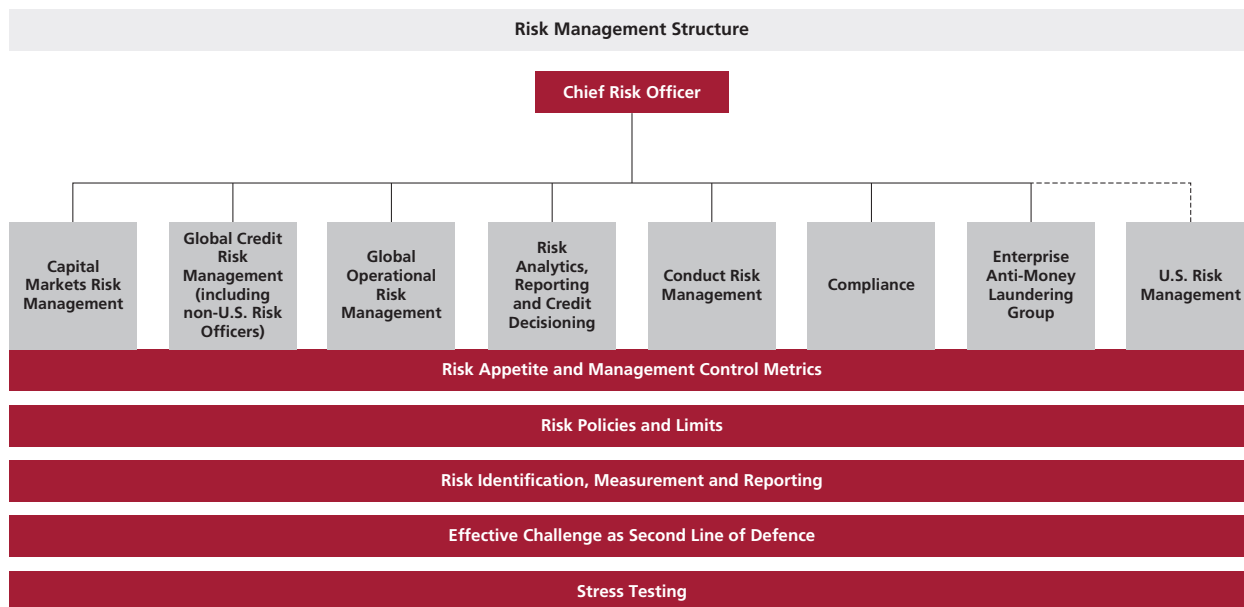 Risk Management Structure
Chief Risk Officer
Capital
Markets Risk
Management
Global Credit
Risk
Management
(including
non-U.S. Risk
Officers)
Global
Operational
Risk
Management
Risk
Analytics,
Reporting
and Credit
Decisioning
Conduct Risk
Management
Compliance
Enterprise
Anti-Money
Laundering
Group
U.S. Risk
Management
Risk Appetite and Management Control Metrics
Risk Policies and Limits
Risk Identification, Measurement and Reporting
Effective Challenge as Second Line of Defence
Stress Testing